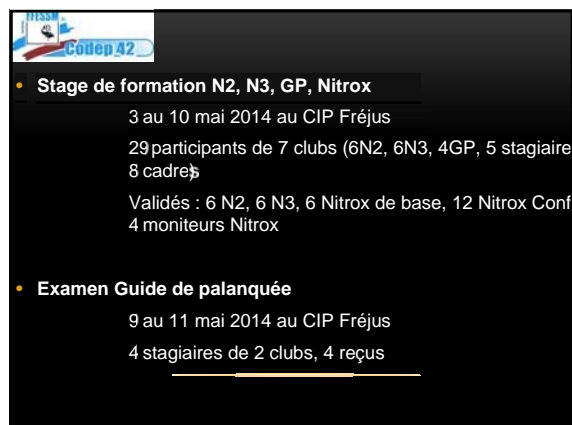 FFESSM
Codep 42
• Stage de formation N2, N3, GP, Nitrox
3 au 10 mai 2014 au CIP Fréjus
29 participants de 7 clubs (6N2, 6N3, 4GP, 5 stagiaire
8 cadres)
Validés : 6 N2, 6 N3, 6 Nitrox de base, 12 Nitrox Conf
4 moniteurs Nitrox
• Examen Guide de palanquée
9 au 11 mai 2014 au CIP Fréjus
4 stagiaires de 2 clubs, 4 reçus